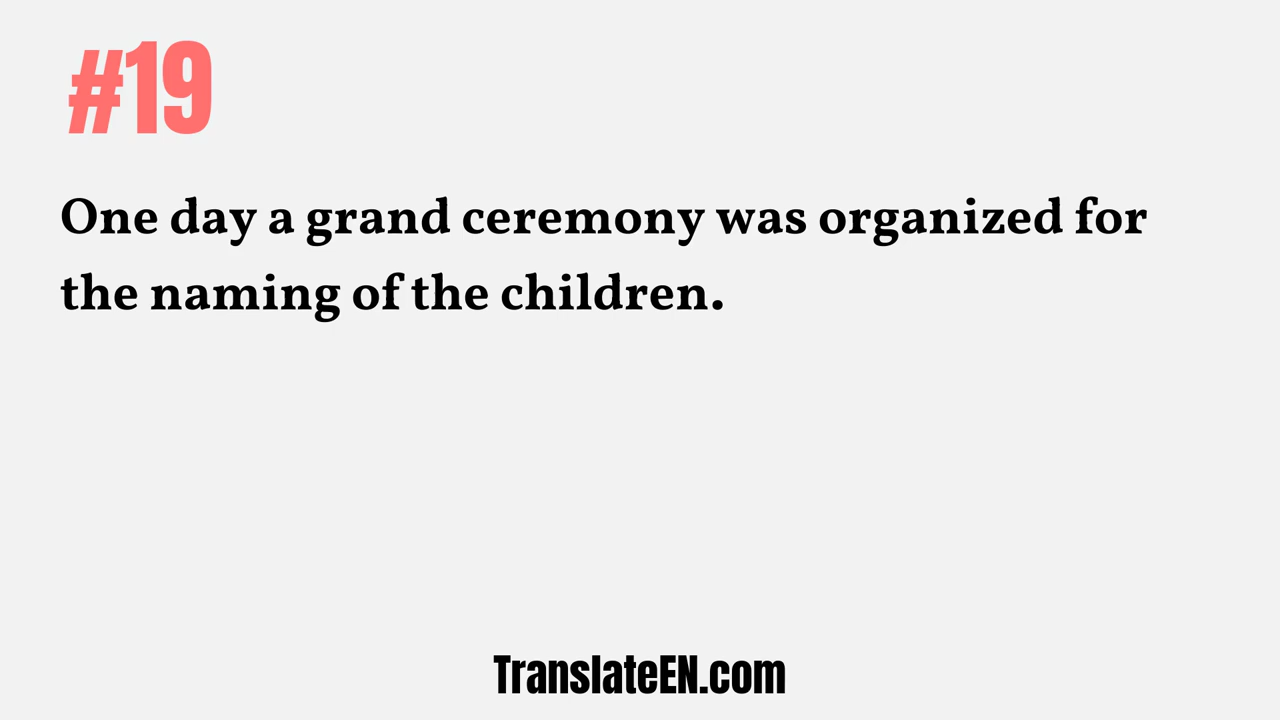 #19
One day a grand ceremony was organized for
the naming of the children.
TranslateEN.com